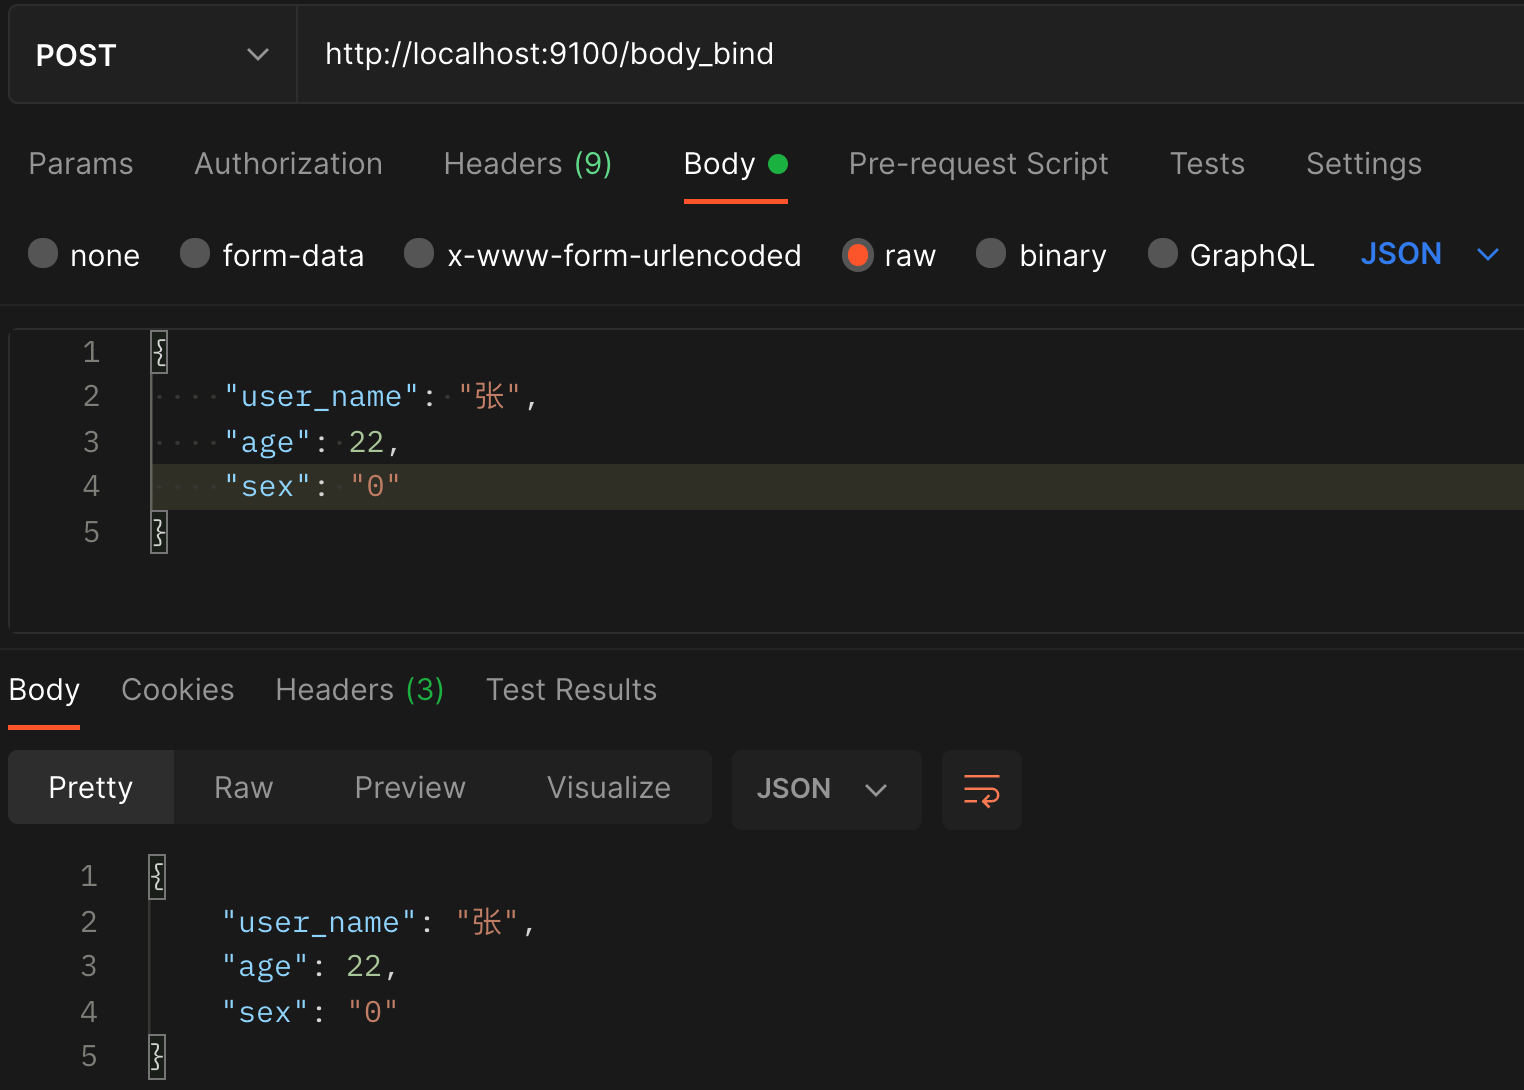 POST http://localhost:9100/body_bind
Params Authorization Headers (9) Body Pre-request Script Tests Settings
none form-data x-www-form-urlencoded raw binary GraphQL JSON
1 {
2 "user_name": "张",
3 "age": 22,
4 "sex": "0"
5 }
Body Cookies Headers (3) Test Results
Pretty Raw Preview Visualize JSON
1 {
2 "user_name": "张",
3 "age": 22,
4 "sex": "0"
5 }